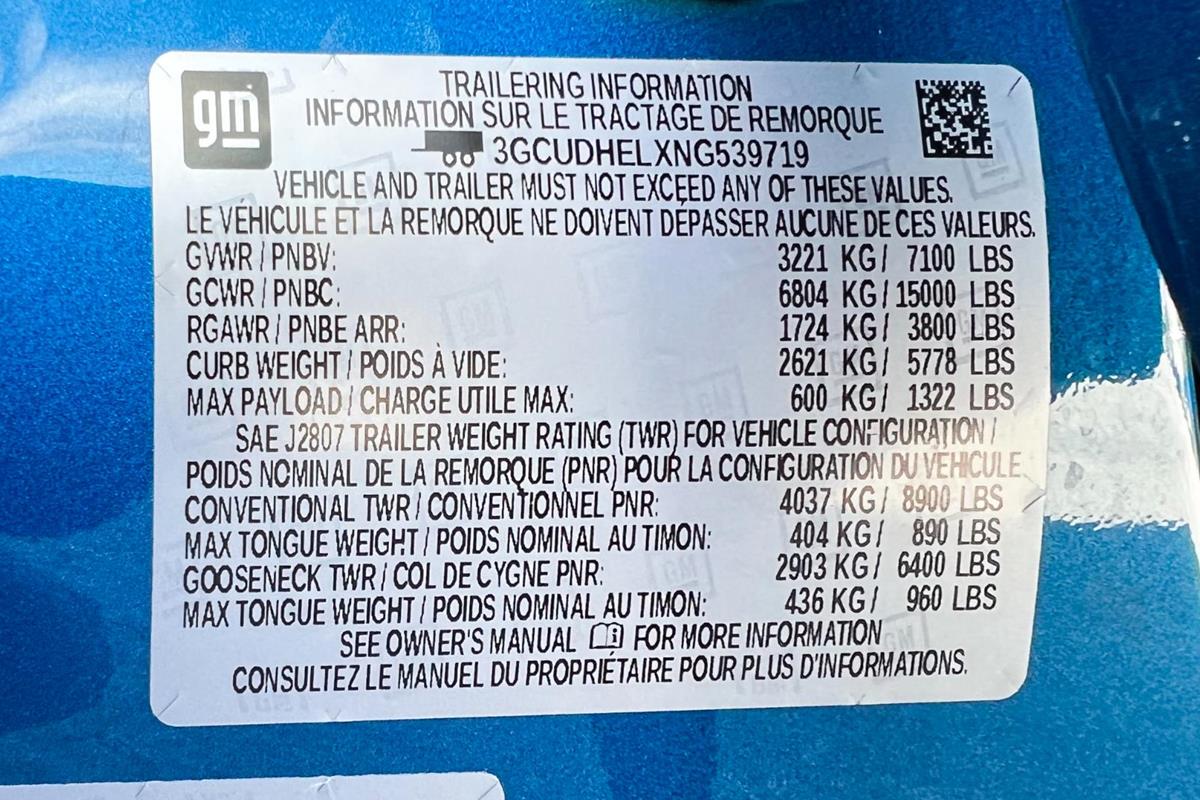 gm
TRAILERING INFORMATION
INFORMATION SUR LE TRACTAGE DE REMORQUE
3GCUDHELXNG539719
VEHICLE AND TRAILER MUST NOT EXCEED ANY OF THESE VALUES.
LE VÉHICULE ET LA REMORQUE NE DOIVENT DÉPASSER AUCUNE DE CES VALEURS.
GVWR / PNBV: 3221 KG / 7100 LBS
GCWR / PNBC: 6804 KG / 15000 LBS
RGAWR / PNBE ARR: 1724 KG / 3800 LBS
CURB WEIGHT / POIDS À VIDE: 2621 KG / 5778 LBS
MAX PAYLOAD / CHARGE UTILE MAX: 600 KG / 1322 LBS
SAE J2807 TRAILER WEIGHT RATING (TWR) FOR VEHICLE CONFIGURATION /
POIDS NOMINAL DE LA REMORQUE (PNR) POUR LA CONFIGURATION DU VÉHICULE
CONVENTIONAL TWR / CONVENTIONNEL PNR: 4037 KG / 8900 LBS
MAX TONGUE WEIGHT / POIDS NOMINAL AU TIMON: 404 KG / 890 LBS
GOOSENECK TWR / COL DE CYGNE PNR: 2903 KG / 6400 LBS
MAX TONGUE WEIGHT / POIDS NOMINAL AU TIMON: 436 KG / 960 LBS
SEE OWNER'S MANUAL FOR MORE INFORMATION
CONSULTEZ LE MANUEL DU PROPRIÉTAIRE POUR PLUS D'INFORMATIONS.